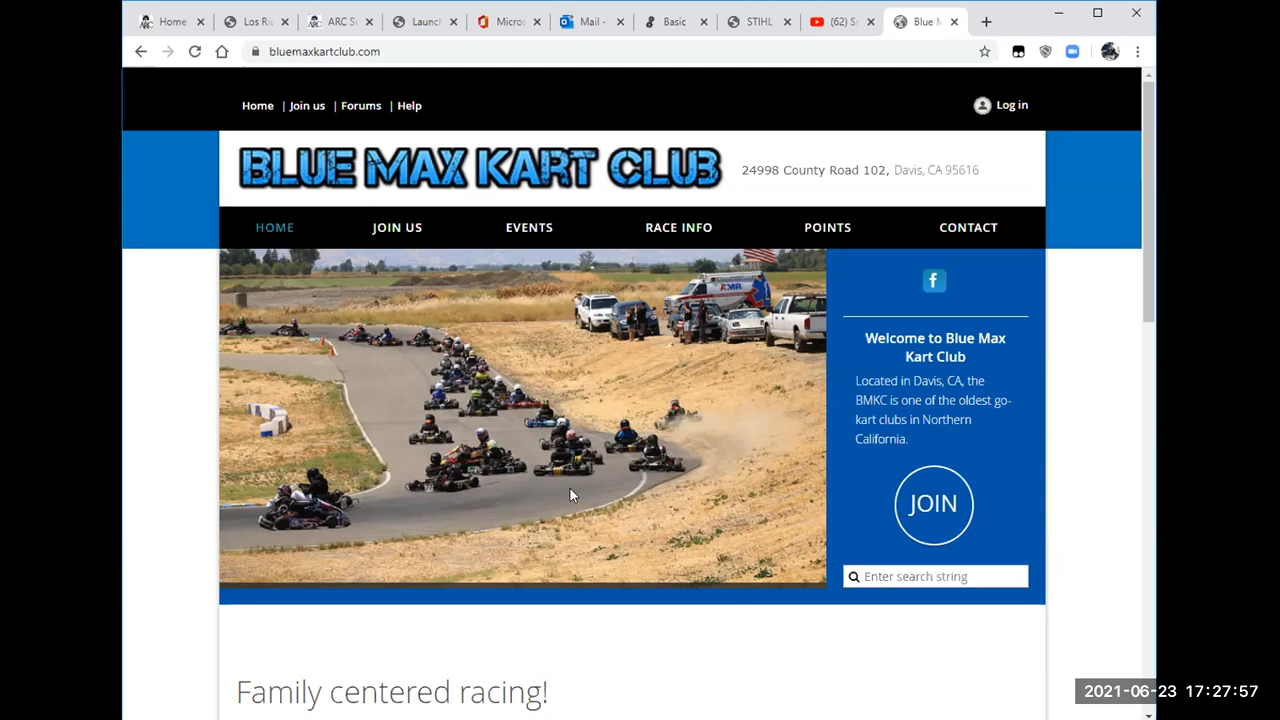 Home
Los Ri
ARC S
Launc
Micros
Mail -
Basic
STIHL
(62) S
Blue M
bluemaxkartclub.com
Home | Join us | Forums | Help
Log in
BLUE MAX KART CLUB
24998 County Road 102, Davis, CA 95616
HOME JOIN US EVENTS RACE INFO POINTS CONTACT
AMR
Welcome to Blue Max
Kart Club
Located in Davis, CA, the
BMKC is one of the oldest go-
kart clubs in Northern
California.
JOIN
Enter search string
Family centered racing!
2021-06-23 17:27:57